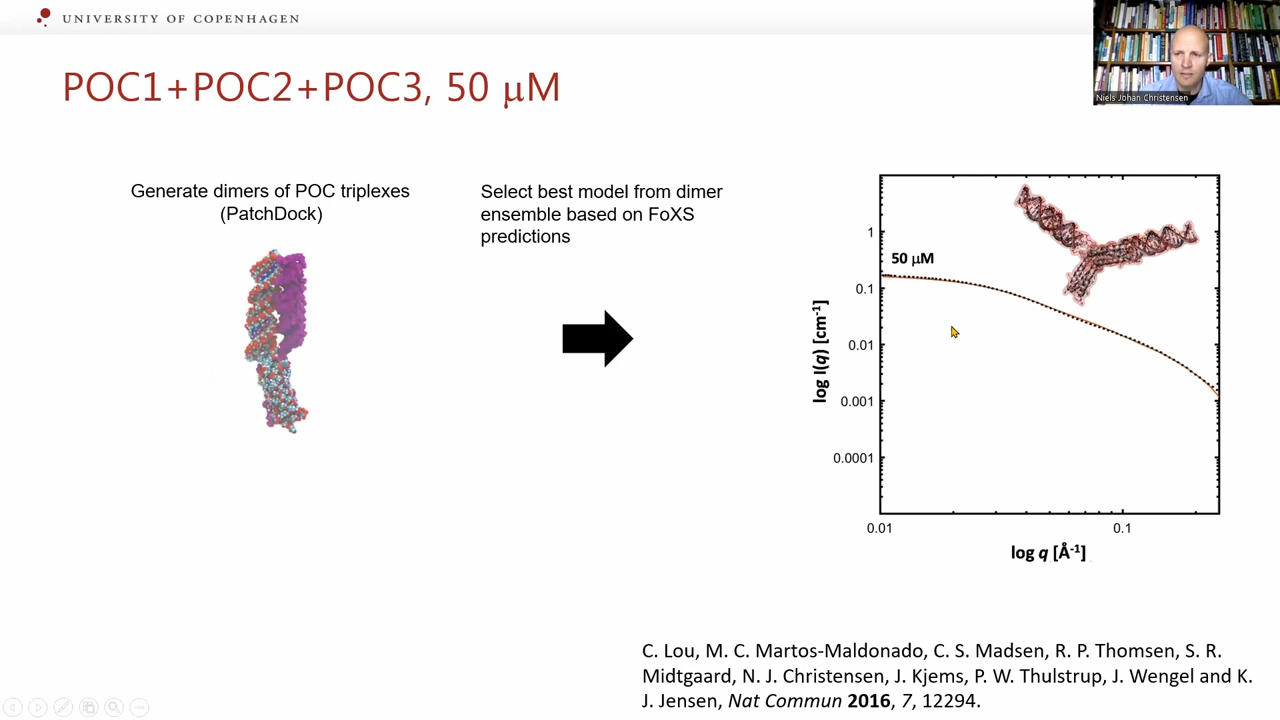 UNIVERSITY OF COPENHAGEN
Niels Johan Christensen
POC1+POC2+POC3, 50 μM
Generate dimers of POC triplexes
(PatchDock)
Select best model from dimer
ensemble based on FoXS
predictions
50 μM
1
0.1
0.01
0.001
0.0001
log I(q) [cm-1]
0.01
0.1
log q [Å-1]
C. Lou, M. C. Martos-Maldonado, C. S. Madsen, R. P. Thomsen, S. R.
Midtgaard, N. J. Christensen, J. Kjems, P. W. Thulstrup, J. Wengel and K.
J. Jensen, Nat Commun 2016, 7, 12294.